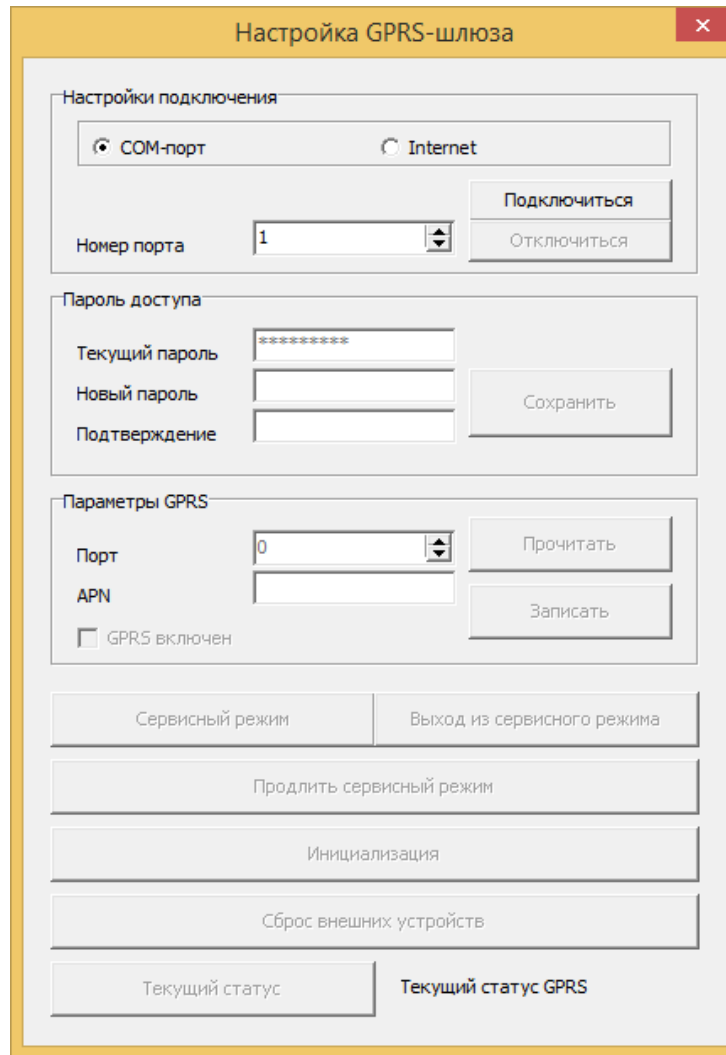 Настройка GPRS-шлюза
Настройки подключения
COM-порт Internet
Подключиться
Номер порта 1 Отключиться
Пароль доступа
Текущий пароль *********
Новый пароль
Сохранить
Подтверждение
Параметры GPRS
Порт 0 Прочитать
APN
Записать
GPRS включен
Сервисный режим Выход из сервисного режима
Продлить сервисный режим
Инициализация
Сброс внешних устройств
Текущий статус Текущий статус GPRS